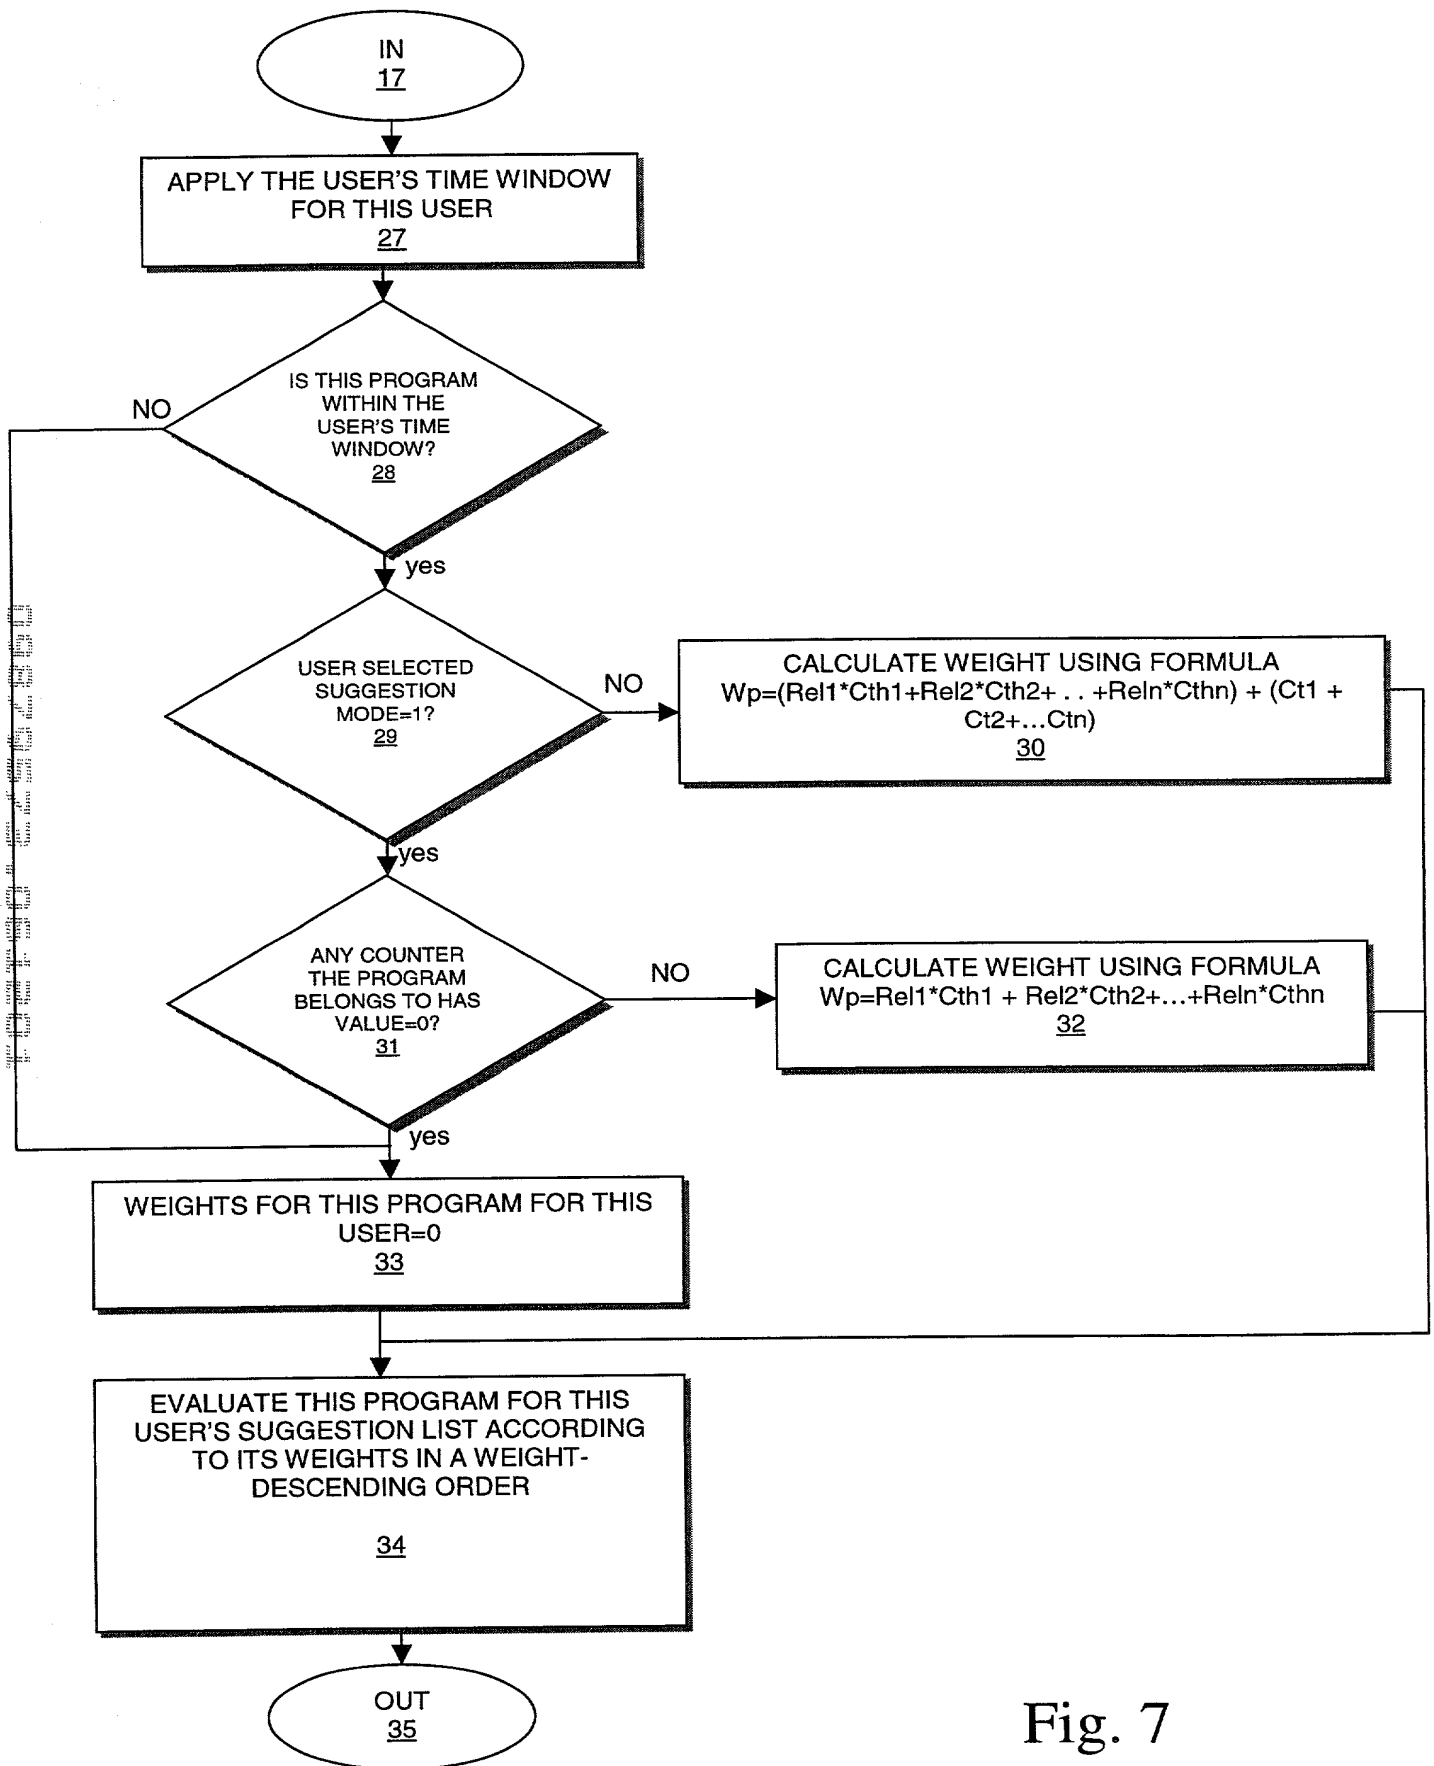 IN
17
APPLY THE USER'S TIME WINDOW
FOR THIS USER
27
IS THIS PROGRAM
WITHIN THE
USER'S TIME
WINDOW?
28
NO
yes
USER SELECTED
SUGGESTION
MODE=1?
29
NO
CALCULATE WEIGHT USING FORMULA
Wp=(Rel1*Cth1+Rel2*Cth2+ . . +Reln*Cthn) + (Ct1 +
Ct2+...Ctn)
30
yes
ANY COUNTER
THE PROGRAM
BELONGS TO HAS
VALUE=0?
31
NO
CALCULATE WEIGHT USING FORMULA
Wp=Rel1*Cth1 + Rel2*Cth2+...+Reln*Cthn
32
yes
WEIGHTS FOR THIS PROGRAM FOR THIS
USER=0
33
EVALUATE THIS PROGRAM FOR THIS
USER'S SUGGESTION LIST ACCORDING
TO ITS WEIGHTS IN A WEIGHT-
DESCENDING ORDER
34
OUT
35
Fig. 7